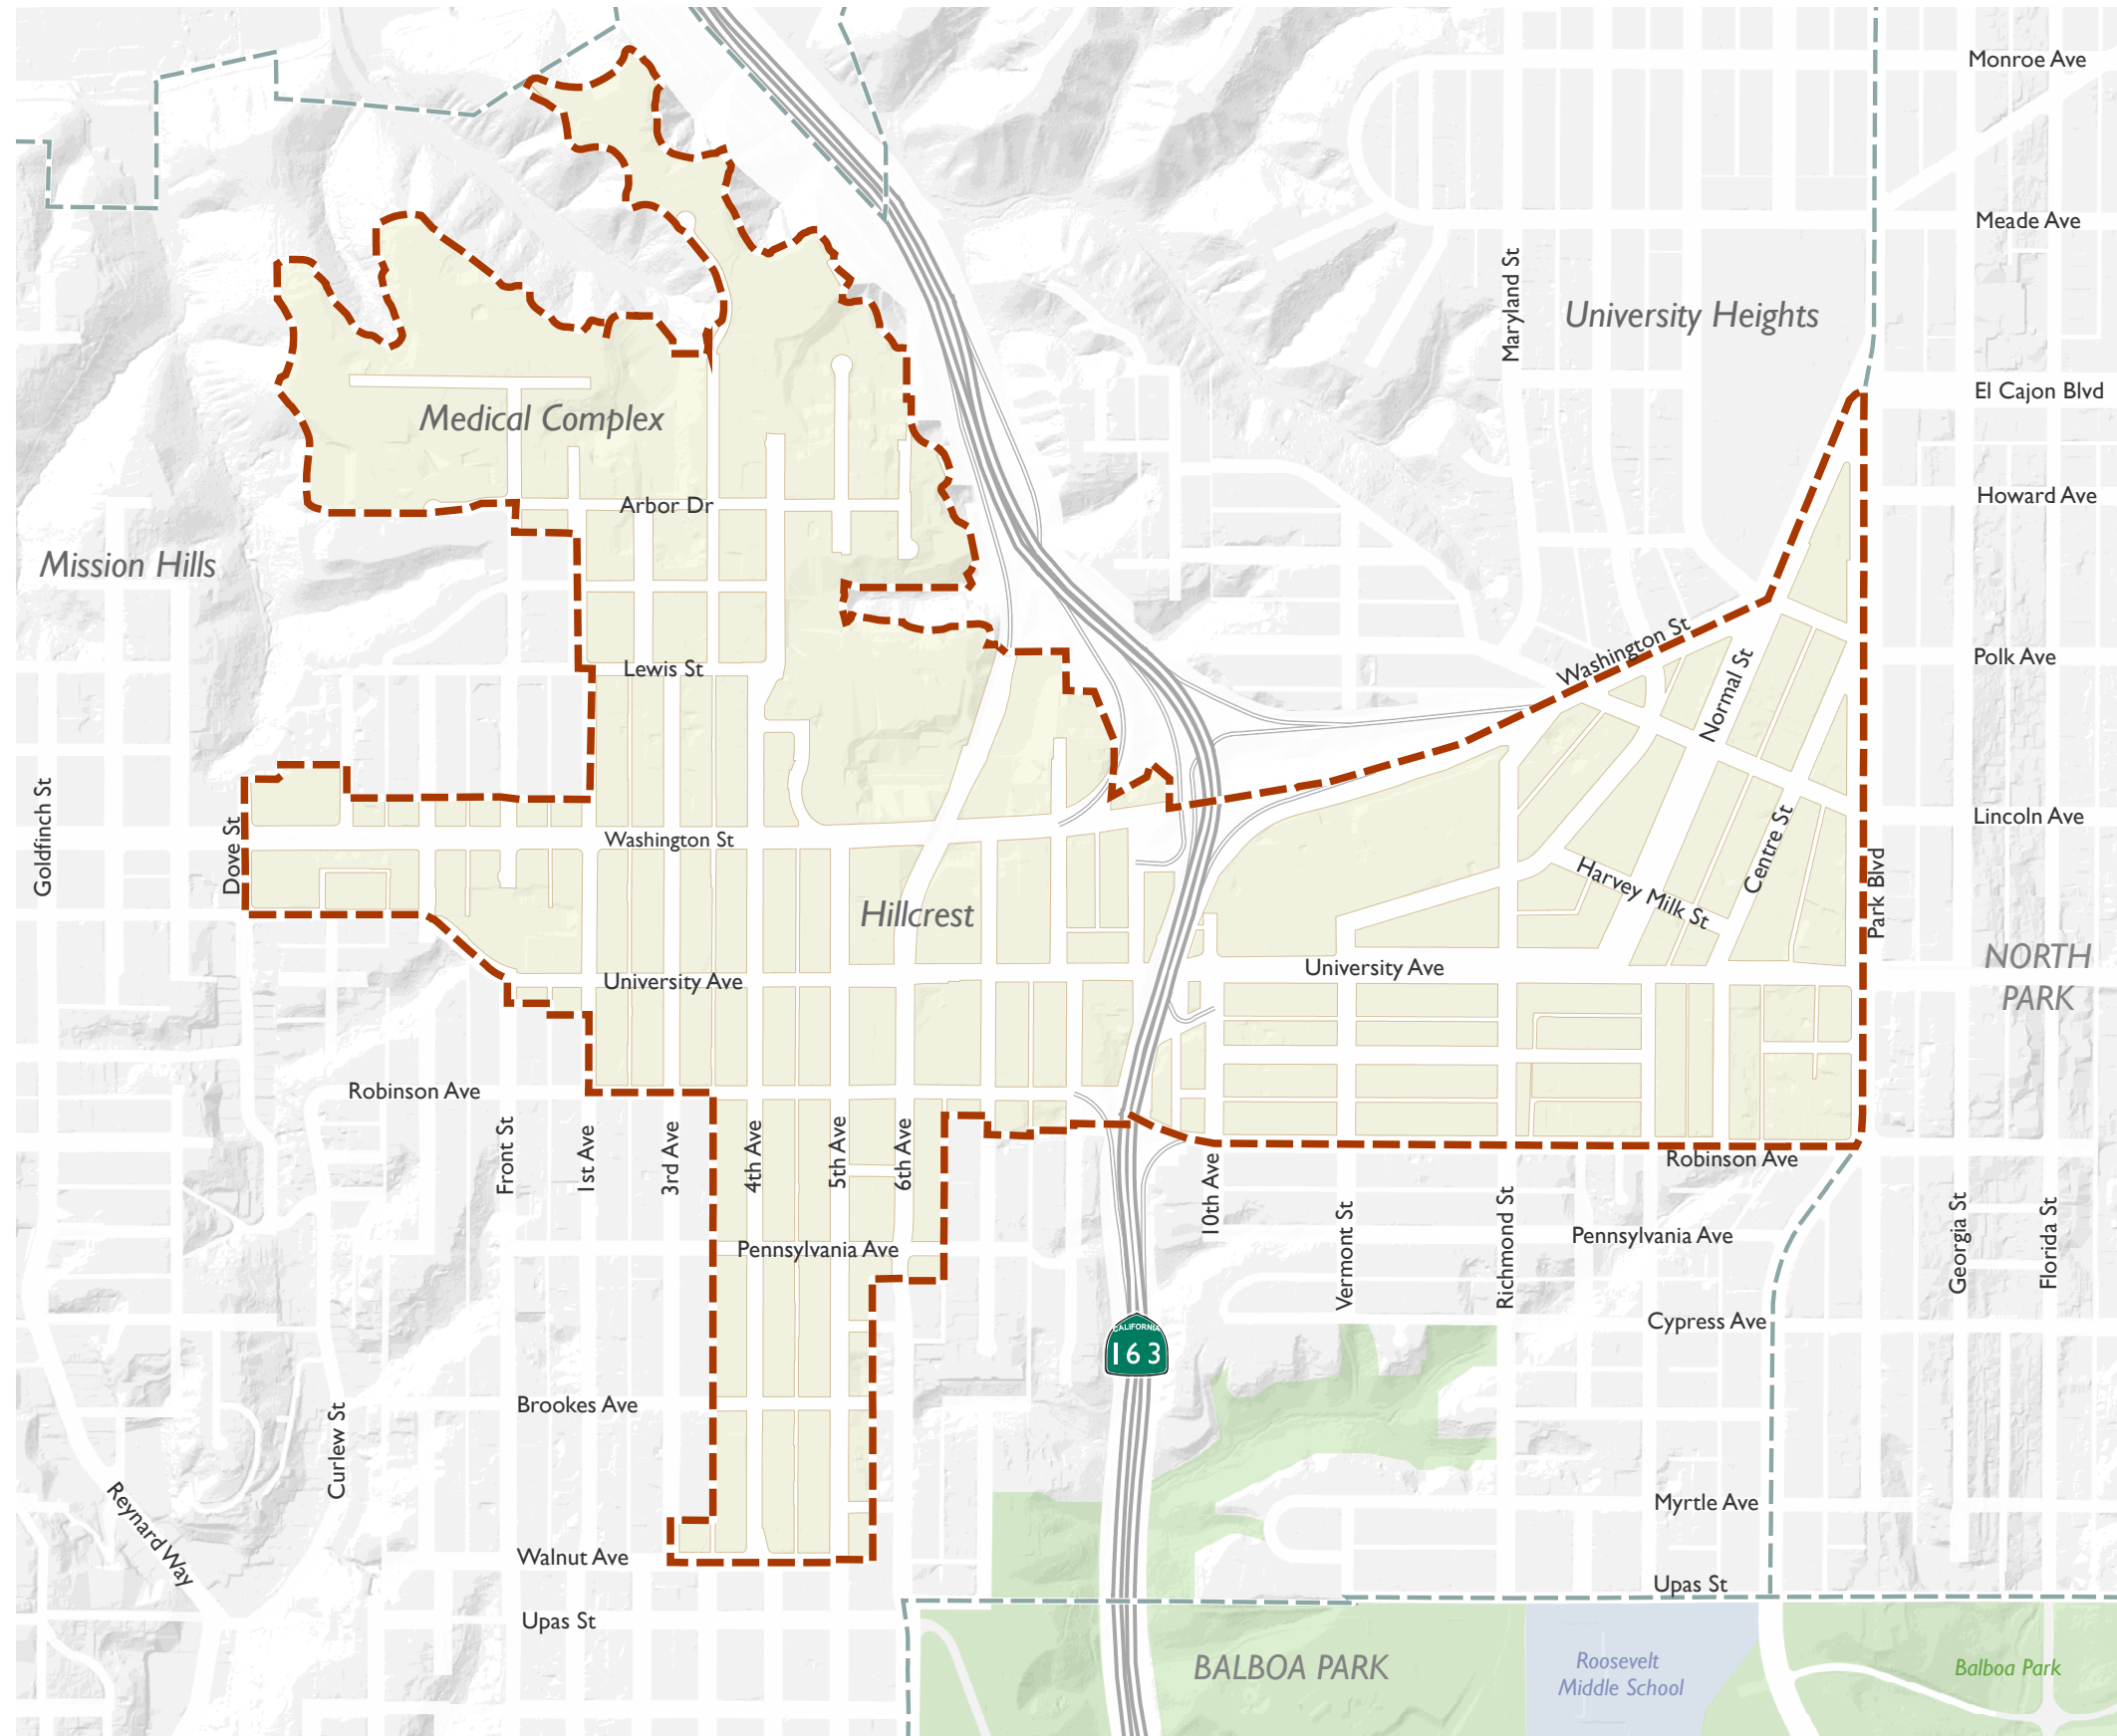 Monroe Ave
Meade Ave
Maryland St
University Heights
El Cajon Blvd
Medical Complex
Howard Ave
Arbor Dr
Mission Hills
Washington St
Polk Ave
Lewis St
Normal St
Goldfinch St
Dove St
Washington St
Lincoln Ave
Centre St
Harvey Milk St
Park Blvd
Hillcrest
University Ave
University Ave
NORTH
PARK
Robinson Ave
Front St
1st Ave
3rd Ave
4th Ave
5th Ave
6th Ave
10th Ave
Robinson Ave
Vermont St
Richmond St
Pennsylvania Ave
Pennsylvania Ave
Georgia St
Florida St
CALIFORNIA
163
Cypress Ave
Brookes Ave
Curlew St
Reynard Way
Myrtle Ave
Walnut Ave
Upas St
Upas St
BALBOA PARK
Roosevelt
Middle School
Balboa Park